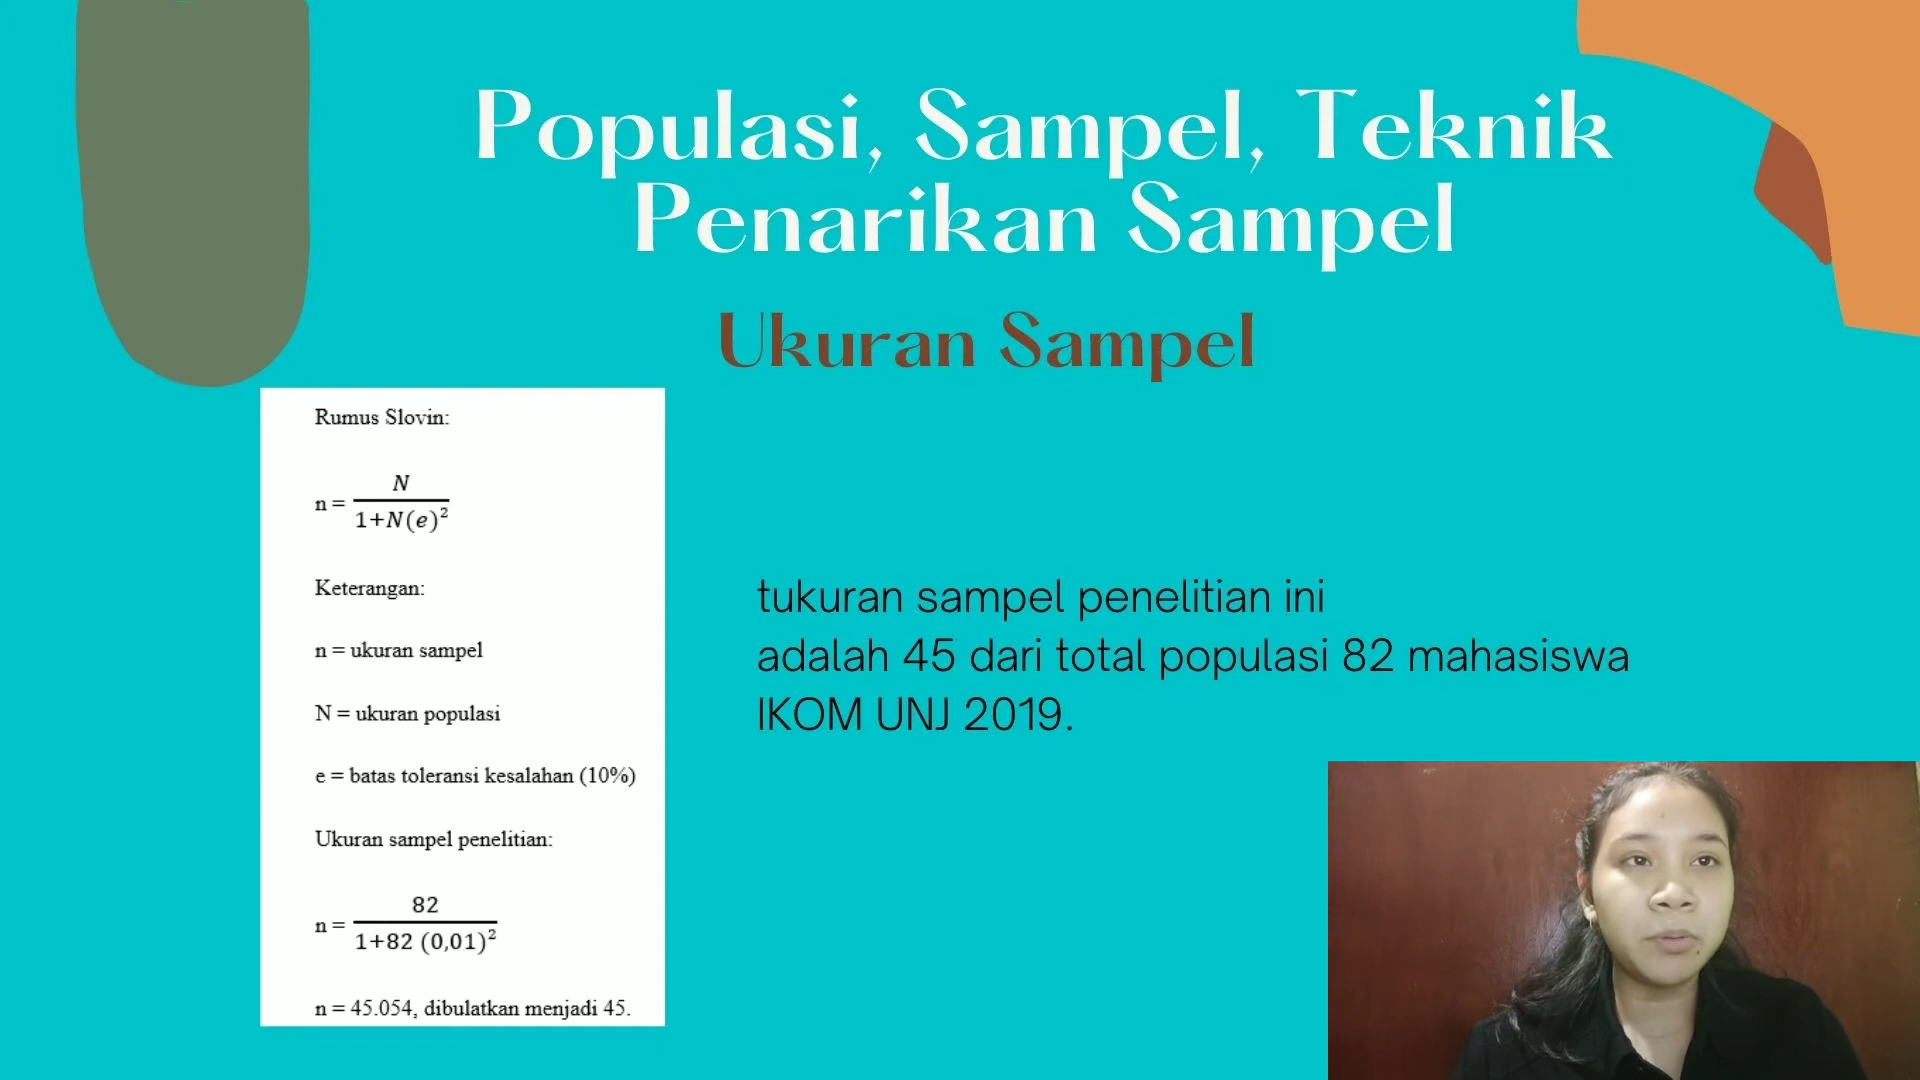 Populasi, Sampel, Teknik
Penarikan Sampel
Ukuran Sampel
Rumus Slovin:
n = N / 1+N(e)²
Keterangan:
n = ukuran sampel
N = ukuran populasi
e = batas toleransi kesalahan (10%)
Ukuran sampel penelitian:
n = 82 / 1+82 (0,01)²
n = 45.054, dibulatkan menjadi 45.
tukuran sampel penelitian ini
adalah 45 dari total populasi 82 mahasiswa
IKOM UNJ 2019.